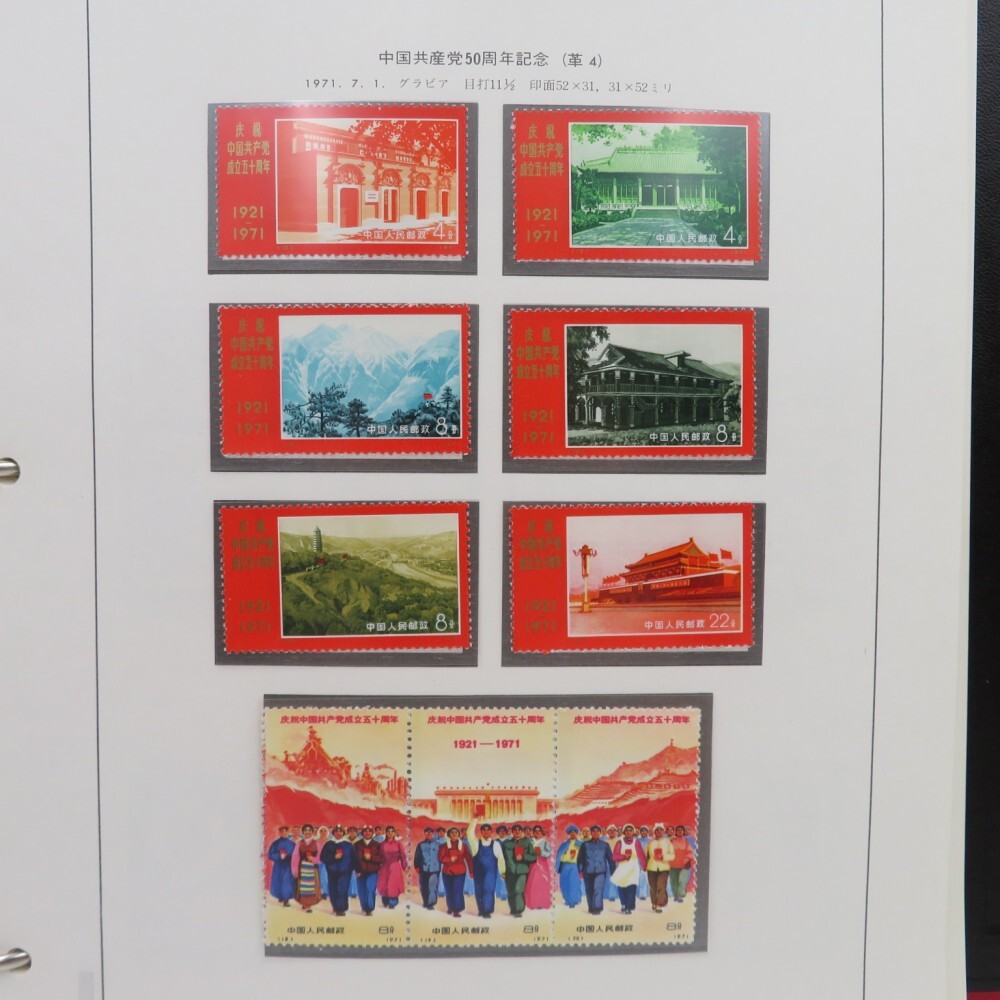 中国共産党50周年記念 (革 4)
1971. 7. 1. グラビア 目打11½ 印面52×31, 31×52ミリ
庆祝
中国共产党
成立五十周年
1921
1971
中国人民邮政 4分
庆祝
中国共产党
成立五十周年
1921
1971
中国人民邮政 4分
庆祝
中国共产党
成立五十周年
1921
1971
中国人民邮政 8分
庆祝
中国共产党
成立五十周年
1921
1971
中国人民邮政 8分
庆祝
中国共产党
成立五十周年
1921
1971
中国人民邮政 8分
庆祝
中国共产党
成立五十周年
1921
1971
中国人民邮政 22分
庆祝中国共产党成立五十周年 庆祝中国共产党成立五十周年 庆祝中国共产党成立五十周年
1921—1971
中国人民邮政 8分 中国人民邮政 8分 中国人民邮政 8分